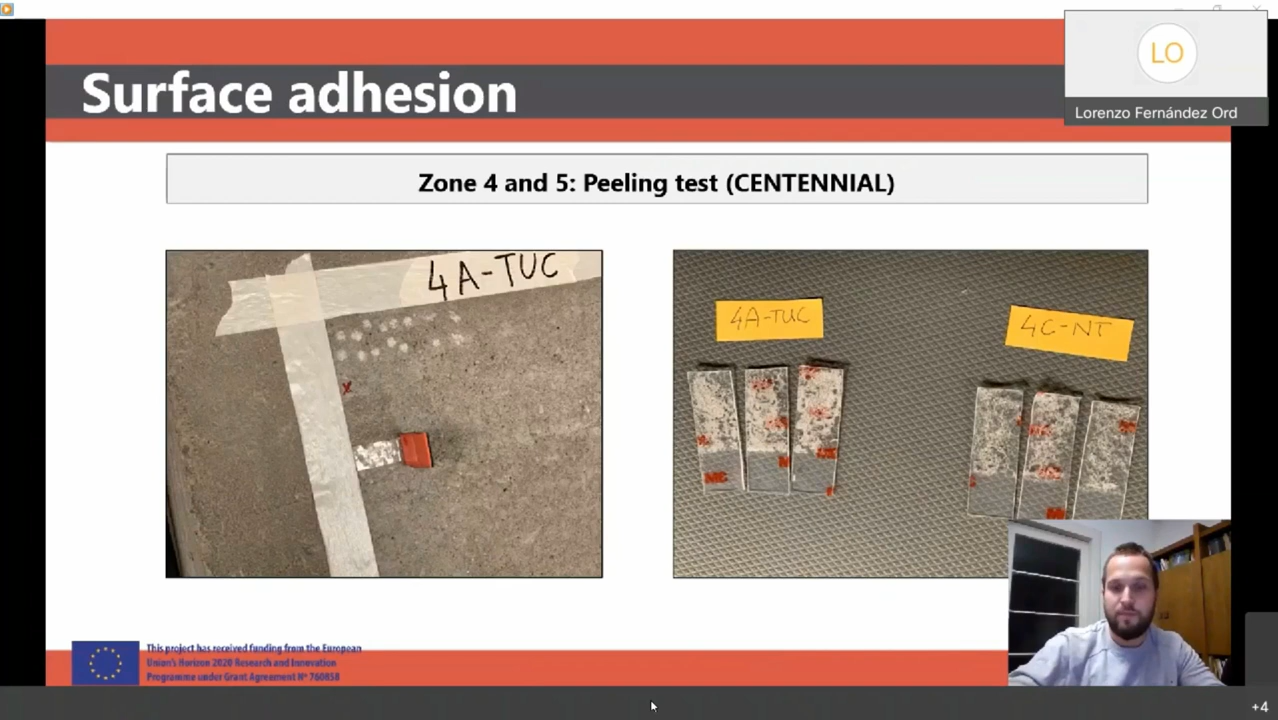 LO
Lorenzo Fernández Ord
Surface adhesion
Zone 4 and 5: Peeling test (CENTENNIAL)
4A-TUC
x
4A-TUC
4C-NT
This project has received funding from the European
Union's Horizon 2020 Research and Innovation
Programme under Grant Agreement Nº 760858
+4